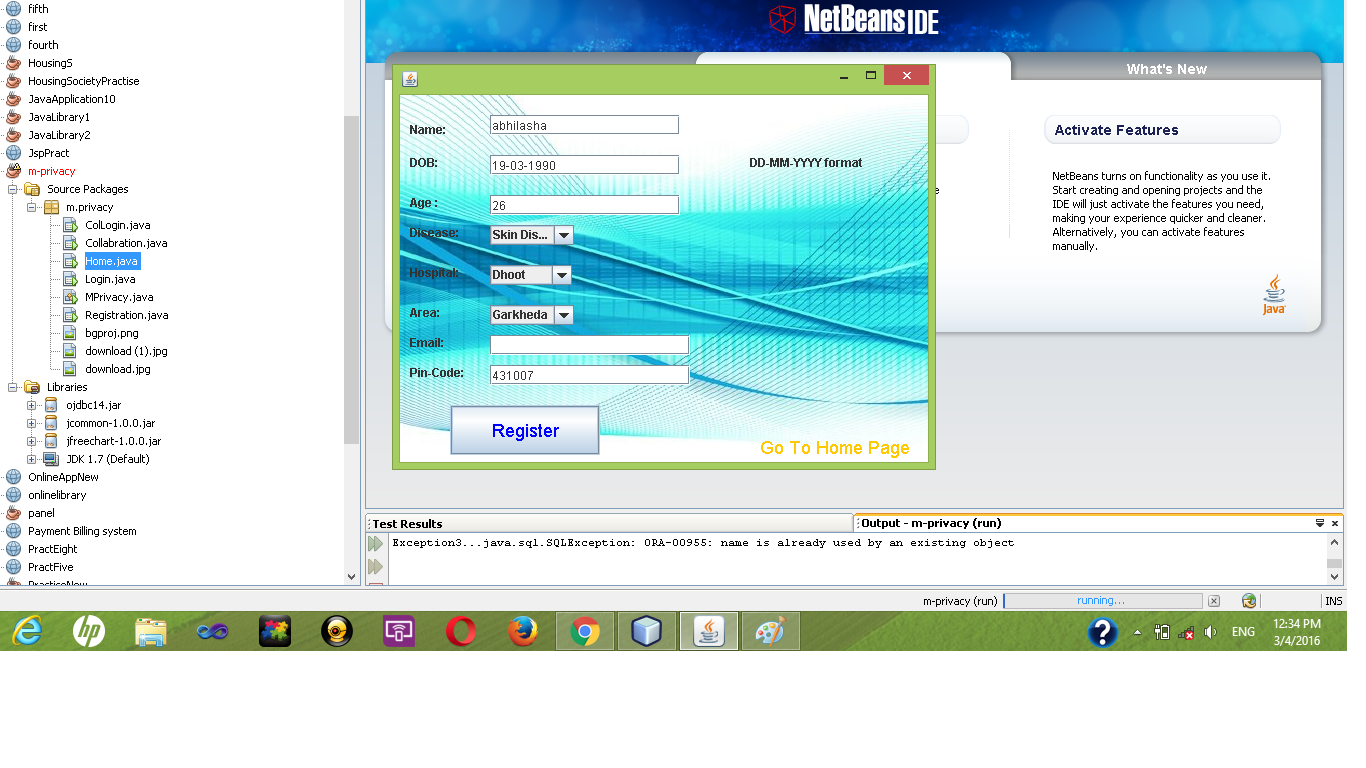 fifth
first
fourth
HousingS
HousingSocietyPractise
JavaApplication10
JavaLibrary1
JavaLibrary2
JspPract
m-privacy
Source Packages
m.privacy
ColLogin.java
Collabration.java
Home.java
Login.java
MPrivacy.java
Registration.java
bgproj.png
download (1).jpg
download.jpg
Libraries
ojdbc14.jar
jcommon-1.0.0.jar
jfreechart-1.0.0.jar
JDK 1.7 (Default)
OnlineAppNew
onlinelibrary
panel
Payment Billing system
PractEight
PractFive
PracticeNow
NetBeans IDE
What's New
Activate Features
NetBeans turns on functionality as you use it.
Start creating and opening projects and the
IDE will just activate the features you need,
making your experience quicker and cleaner.
Alternatively, you can activate features
manually.
Java
Name: abhilasha
DOB: 19-03-1990 DD-MM-YYYY format
Age : 26
Disease: Skin Dis...
Hospital: Dhoot
Area: Garkheda
Email:
Pin-Code: 431007
Register
Go To Home Page
Test Results
Output - m-privacy (run)
Exception3...java.sql.SQLException: ORA-00955: name is already used by an existing object
m-privacy (run) running... INS
hp
? ENG 12:34 PM
3/4/2016